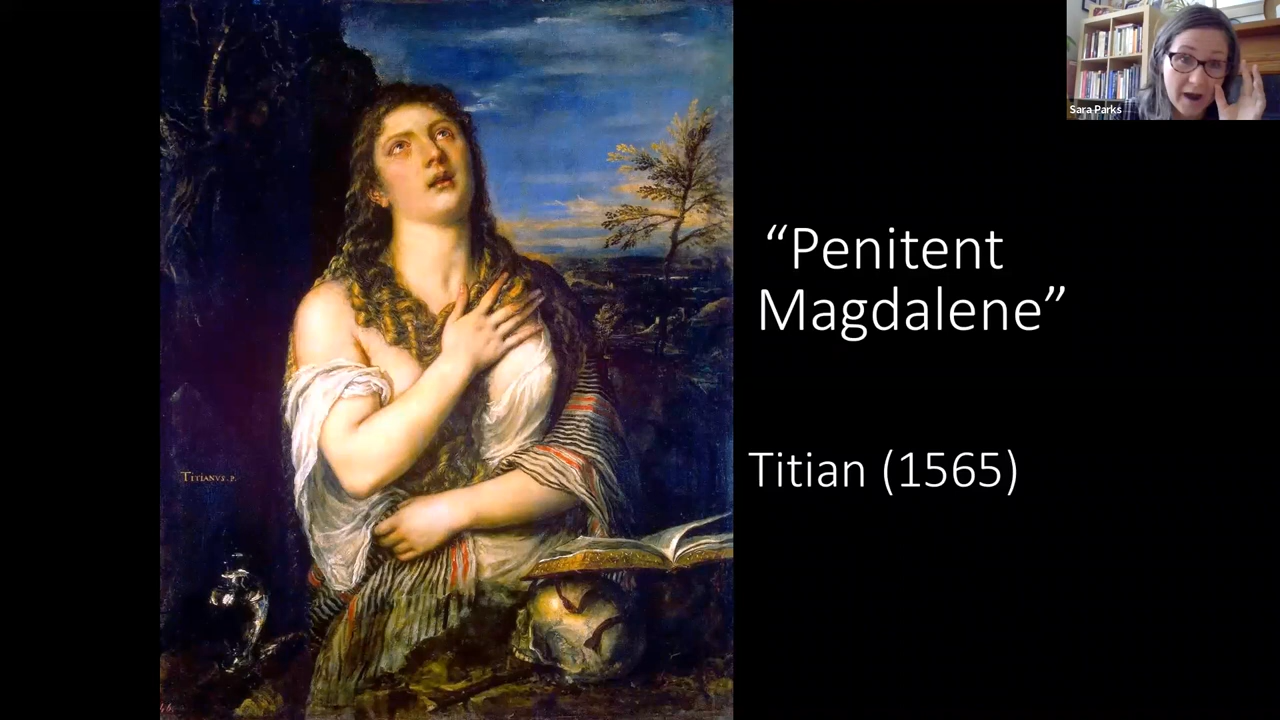 Sara Parks
“Penitent
Magdalene”
Titian (1565)
TITIANVS. P.